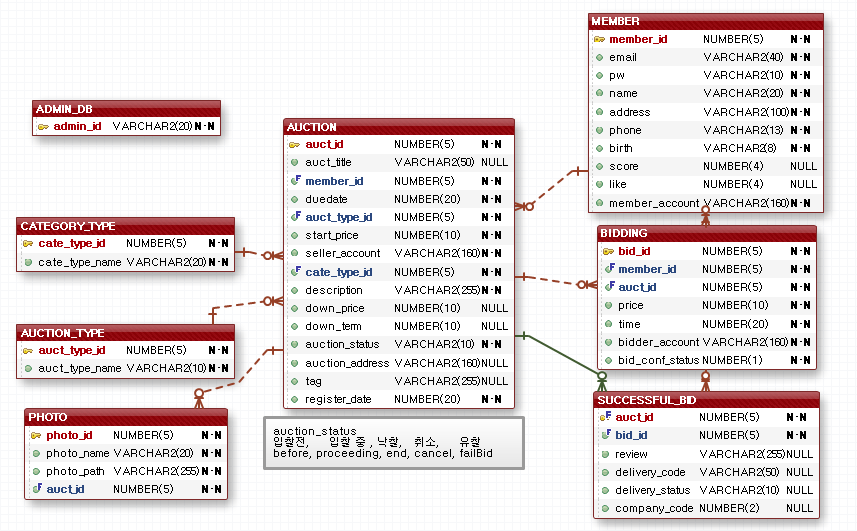 MEMBER
member_id NUMBER(5) N-N
email VARCHAR2(40) N-N
pw VARCHAR2(10) N-N
name VARCHAR2(20) N-N
address VARCHAR2(100) N-N
phone VARCHAR2(13) N-N
birth VARCHAR2(8) N-N
score NUMBER(4) NULL
like NUMBER(4) NULL
member_account VARCHAR2(160) N-N
ADMIN_DB
admin_id VARCHAR2(20) N-N
AUCTION
auct_id NUMBER(5) N-N
auct_title VARCHAR2(50) NULL
member_id NUMBER(5) N-N
duedate NUMBER(20) N-N
auct_type_id NUMBER(5) N-N
start_price NUMBER(10) N-N
seller_account VARCHAR2(160) N-N
cate_type_id NUMBER(5) N-N
description VARCHAR2(255) N-N
down_price NUMBER(10) NULL
down_term NUMBER(10) NULL
auction_status VARCHAR2(10) N-N
auction_address VARCHAR2(160) NULL
tag VARCHAR2(255) NULL
register_date NUMBER(20) N-N
CATEGORY_TYPE
cate_type_id NUMBER(5) N-N
cate_type_name VARCHAR2(20) N-N
BIDDING
bid_id NUMBER(5) N-N
member_id NUMBER(5) N-N
auct_id NUMBER(5) N-N
price NUMBER(10) N-N
time NUMBER(20) N-N
bidder_account VARCHAR2(160) N-N
bid_conf_status NUMBER(1) N-N
AUCTION_TYPE
auct_type_id NUMBER(5) N-N
auct_type_name VARCHAR2(10) N-N
PHOTO
photo_id NUMBER(5) N-N
photo_name VARCHAR2(20) N-N
photo_path VARCHAR2(255) N-N
auct_id NUMBER(5) N-N
SUCCESSFUL_BID
auct_id NUMBER(5) N-N
bid_id NUMBER(5) N-N
review VARCHAR2(255) NULL
delivery_code VARCHAR2(50) NULL
delivery_status VARCHAR2(10) NULL
company_code NUMBER(2) NULL
auction_status
입찰전, 입찰 중 , 낙찰, 취소, 유찰
before, proceeding, end, cancel, failBid